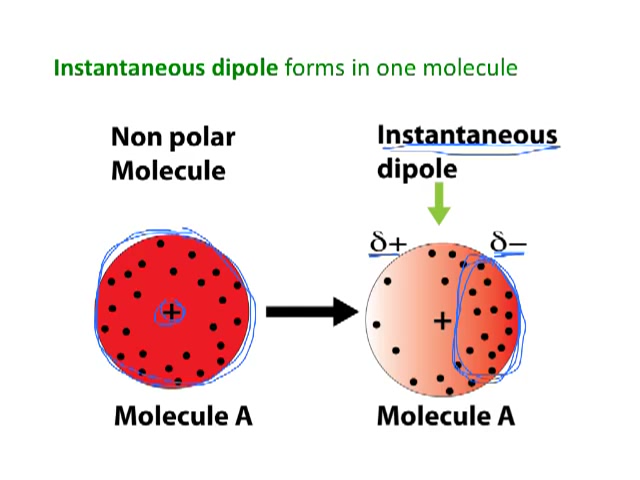 Instantaneous dipole forms in one molecule
Non polar
Molecule
Instantaneous
dipole
δ+
δ−
+
+
Molecule A
Molecule A